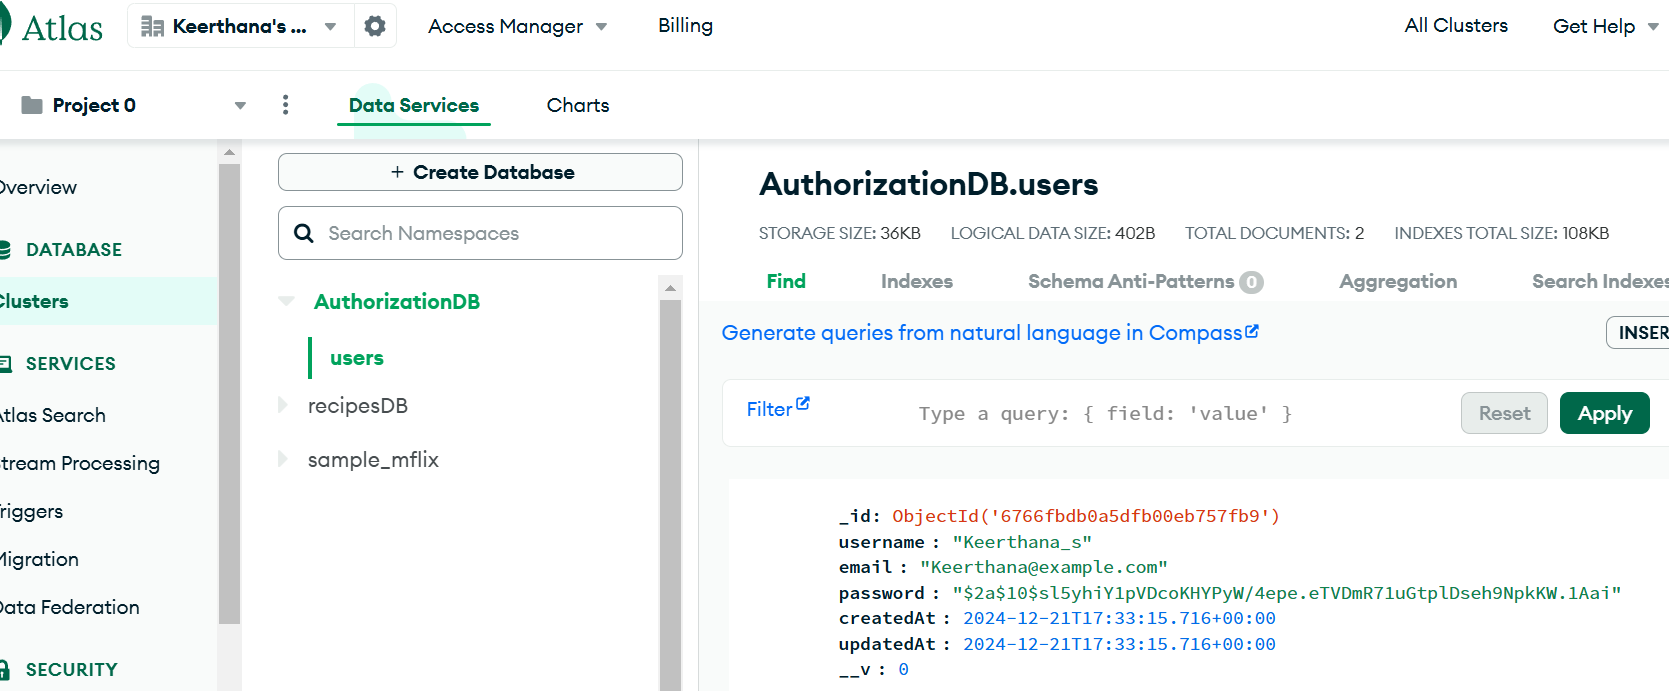 Atlas
Keerthana's ...
Access Manager
Billing
All Clusters
Get Help
Project 0
Data Services
Charts
Overview
DATABASE
Clusters
SERVICES
Atlas Search
Stream Processing
Triggers
Migration
Data Federation
SECURITY
+ Create Database
Search Namespaces
AuthorizationDB
users
recipesDB
sample_mflix
AuthorizationDB.users
STORAGE SIZE: 36KB LOGICAL DATA SIZE: 402B TOTAL DOCUMENTS: 2 INDEXES TOTAL SIZE: 108KB
Find Indexes Schema Anti-Patterns 0 Aggregation Search Indexes
Generate queries from natural language in Compass
INSER
Filter Type a query: { field: 'value' } Reset Apply
_id: ObjectId('6766fbdb0a5dfb00eb757fb9')
username : "Keerthana_s"
email : "Keerthana@example.com"
password : "$2a$10$sl5yhiY1pVDcoKHYPyW/4epe.eTVDmR71uGtplDseh9NpkKW.1Aai"
createdAt : 2024-12-21T17:33:15.716+00:00
updatedAt : 2024-12-21T17:33:15.716+00:00
__v : 0